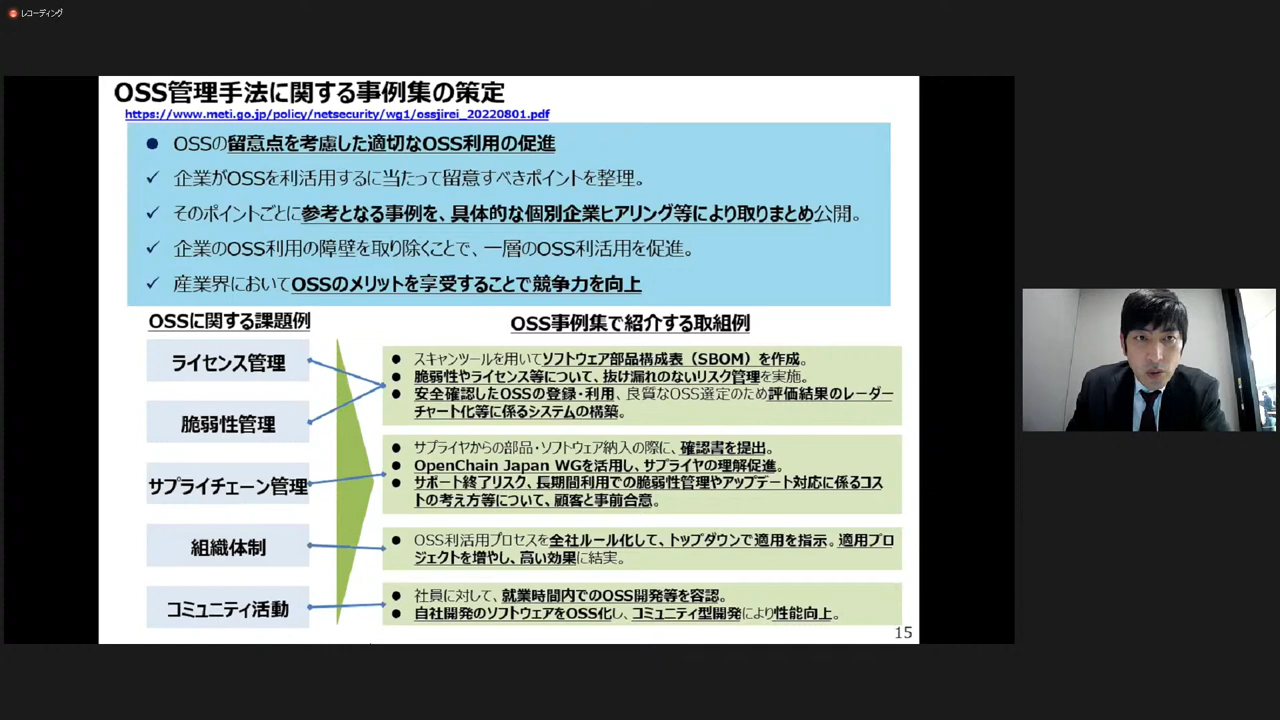 レコーディング
OSS管理手法に関する事例集の策定
https://www.meti.go.jp/policy/netsecurity/wg1/ossjirei_20220801.pdf
● OSSの留意点を考慮した適切なOSS利用の促進
✓ 企業がOSSを利活用するに当たって留意すべきポイントを整理。
✓ そのポイントごとに参考となる事例を、具体的な個別企業ヒアリング等により取りまとめ公開。
✓ 企業のOSS利用の障壁を取り除くことで、一層のOSS利活用を促進。
✓ 産業界においてOSSのメリットを享受することで競争力を向上
OSSに関する課題例
ライセンス管理
脆弱性管理
サプライチェーン管理
組織体制
コミュニティ活動
OSS事例集で紹介する取組例
● スキャンツールを用いてソフトウェア部品構成表（SBOM）を作成。
● 脆弱性やライセンス等について、抜け漏れのないリスク管理を実施。
● 安全確認したOSSの登録・利用、良質なOSS選定のため評価結果のレーダー
チャート化等に係るシステムの構築。
● サプライヤからの部品・ソフトウェア納入の際に、確認書を提出。
● OpenChain Japan WGを活用し、サプライヤの理解促進。
● サポート終了リスク、長期間利用での脆弱性管理やアップデート対応に係るコス
トの考え方等について、顧客と事前合意。
● OSS利活用プロセスを全社ルール化して、トップダウンで適用を指示。適用プロ
ジェクトを増やし、高い効果に結実。
● 社員に対して、就業時間内でのOSS開発等を容認。
● 自社開発のソフトウェアをOSS化し、コミュニティ型開発により性能向上。
15